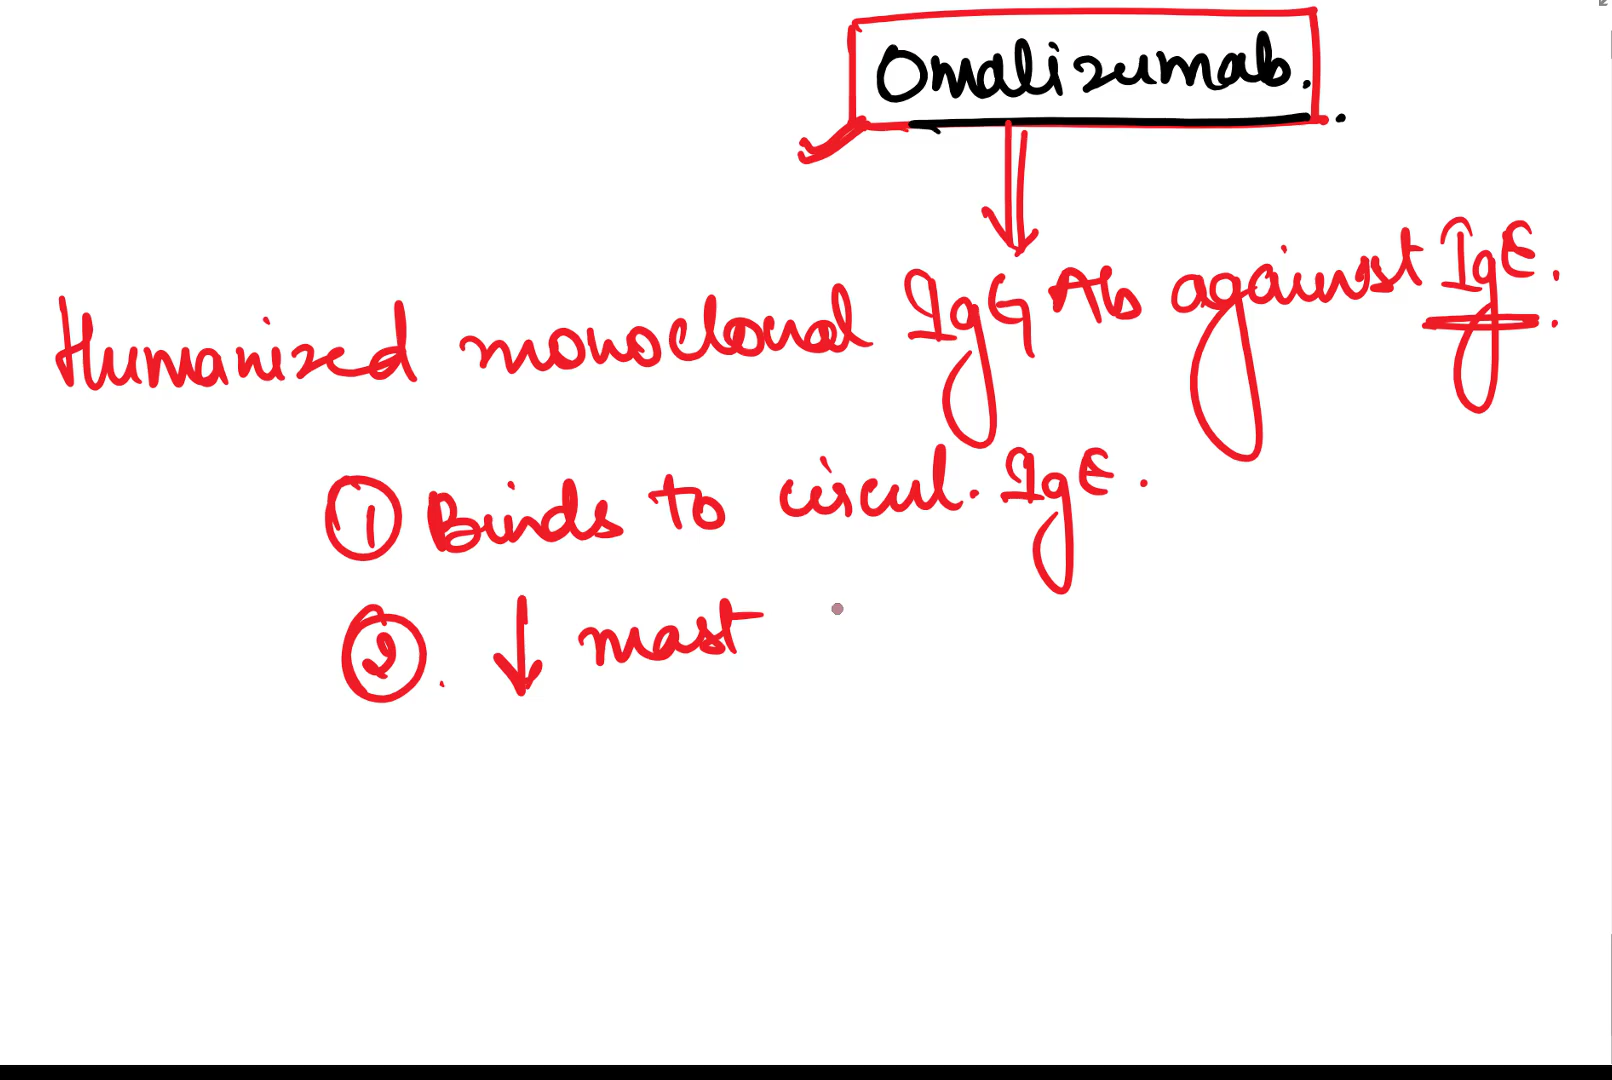 Omalizumab.
Humanized monoclonal IgG Ab against IgE.
① Binds to circul. IgE.
②. ↓ mast